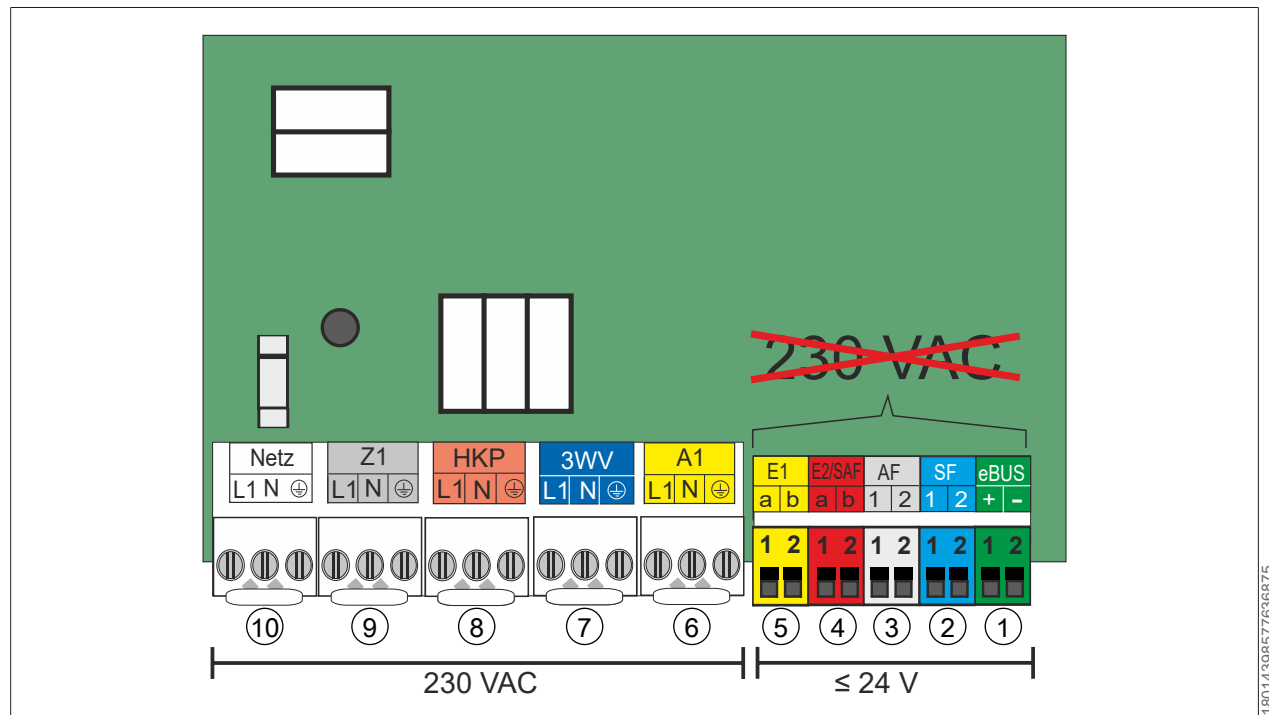 230 VAC
Netz Z1 HKP 3WV A1
L1 N L1 N L1 N L1 N L1 N
E1 E2/SAF AF SF eBUS
a b a b 1 2 1 2 + -
1 2 1 2 1 2 1 2 1 2
10 9 8 7 6 5 4 3 2 1
230 VAC ≤ 24 V
18014398577636875